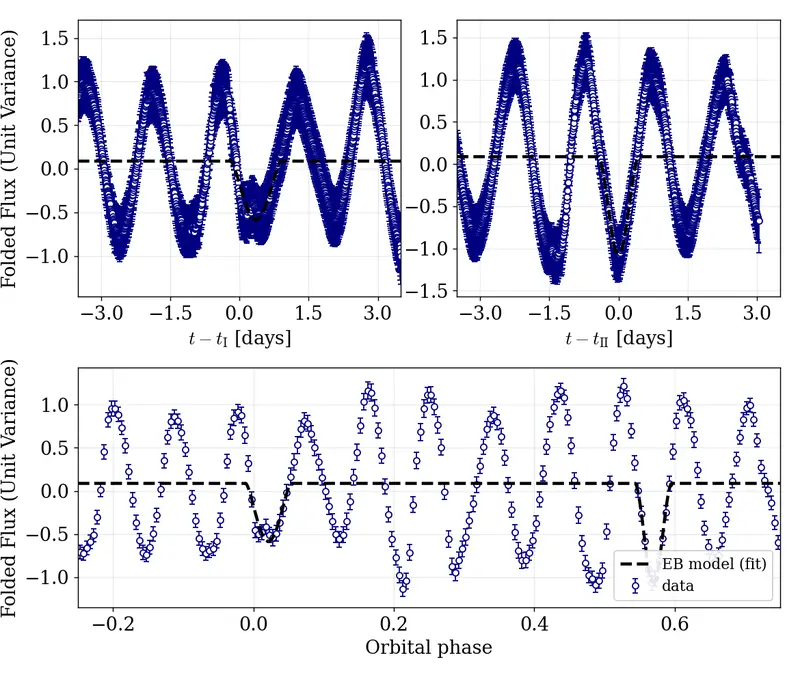 Folded Flux (Unit Variance)
1.5
1.0
0.5
0.0
−0.5
−1.0
−3.0 −1.5 0.0 1.5 3.0
t − tI [days]
1.5
1.0
0.5
0.0
−0.5
−1.0
−1.5
−3.0 −1.5 0.0 1.5 3.0
t − tII [days]
Folded Flux (Unit Variance)
1.0
0.5
0.0
−0.5
−1.0
EB model (fit)
data
−0.2 0.0 0.2 0.4 0.6
Orbital phase